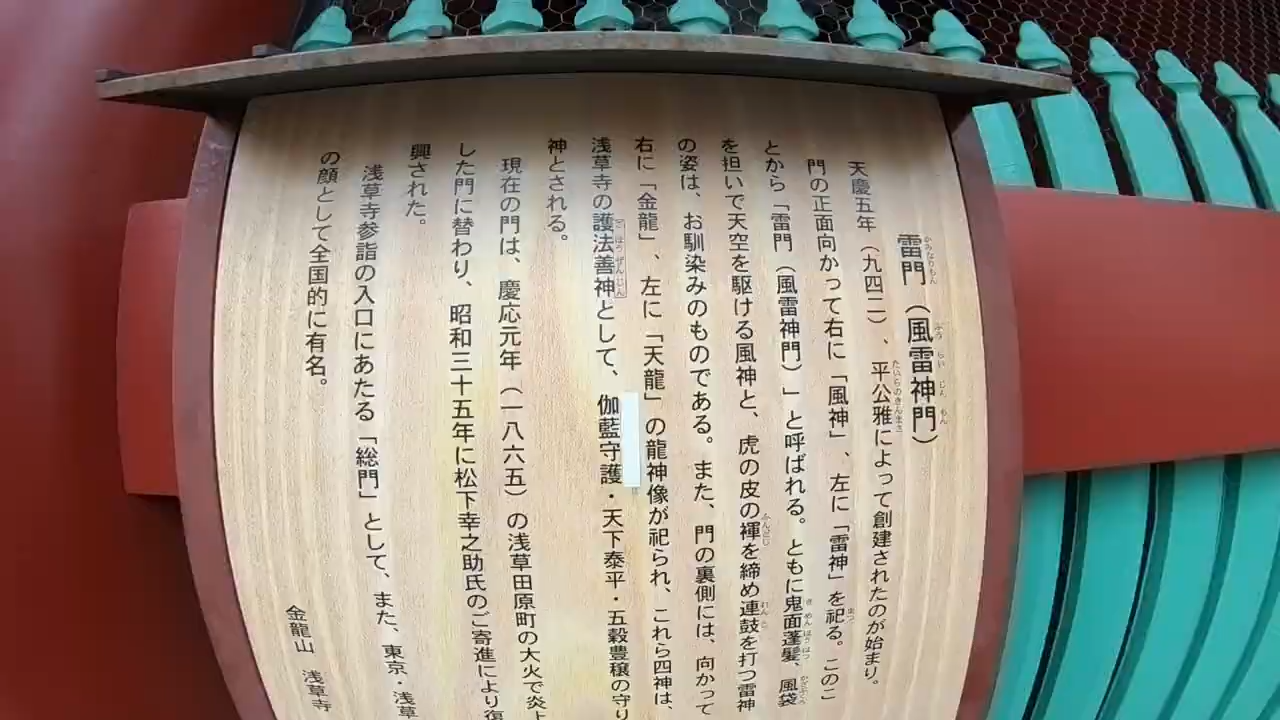 雷門（風雷神門）
天慶五年（九四二）、平公雅によって創建されたのが始まり。
門の正面向かって右に「風神」、左に「雷神」を祀る。このこ
とから「雷門（風雷神門）」と呼ばれる。ともに鬼面蓬髪、風袋
を担いで天空を駆ける風神と、虎の皮の褌を締め連鼓を打つ雷神
の姿は、お馴染みのものである。また、門の裏側には、向かって
右に「金龍」、左に「天龍」の龍神像が祀られ、これら四神は、
浅草寺の護法善神として、伽藍守護・天下泰平・五穀豊穣の守り
神とされる。
現在の門は、慶応元年（一八六五）の浅草田原町の大火で炎上
した門に替わり、昭和三十五年に松下幸之助氏のご寄進により復
興された。
浅草寺参詣の入口にあたる「総門」として、また、東京・浅草
の顔として全国的に有名。
金龍山　浅草寺